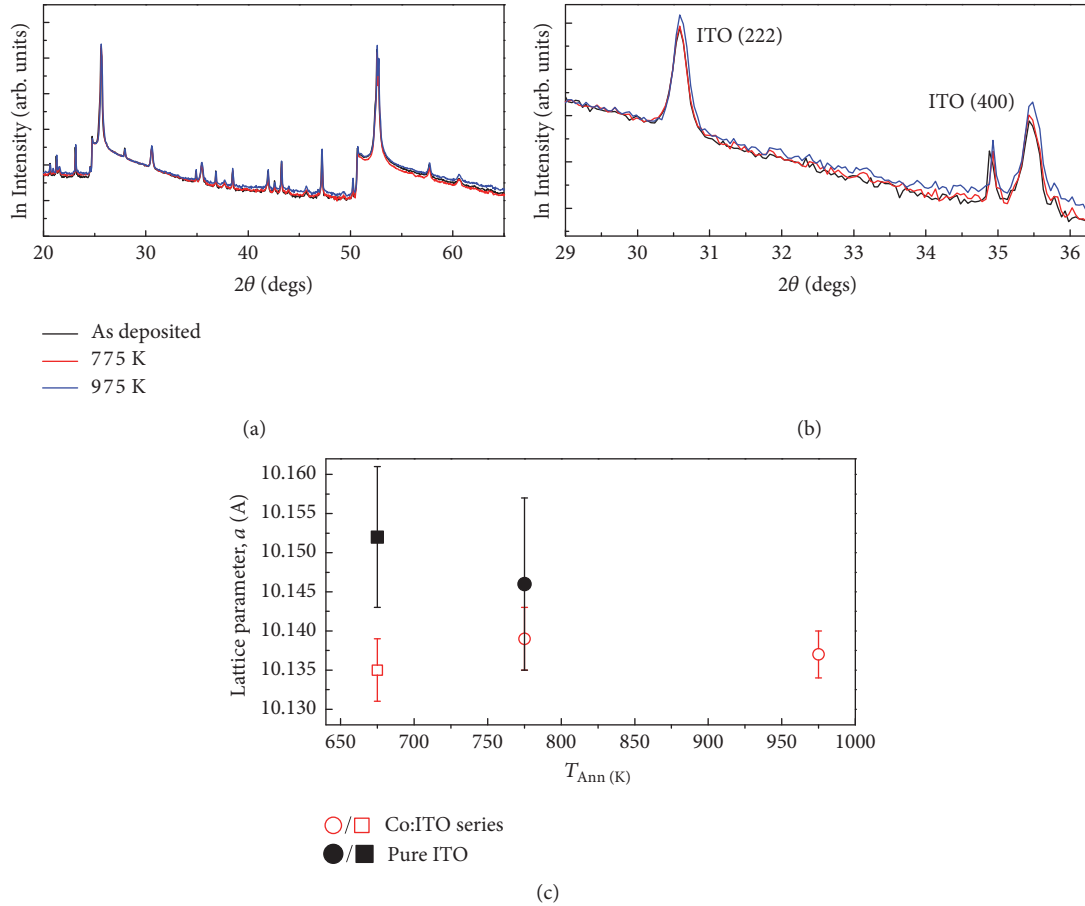 ln Intensity (arb. units)
20 30 40 50 60
2θ (degs)
As deposited
775 K
975 K
(a)
ln Intensity (arb. units)
ITO (222)
ITO (400)
29 30 31 32 33 34 35 36
2θ (degs)
(b)
Lattice parameter, a (A)
10.160
10.155
10.150
10.145
10.140
10.135
10.130
650 700 750 800 850 900 950 1000
TAnn (K)
/ Co:ITO series
/ Pure ITO
(c)